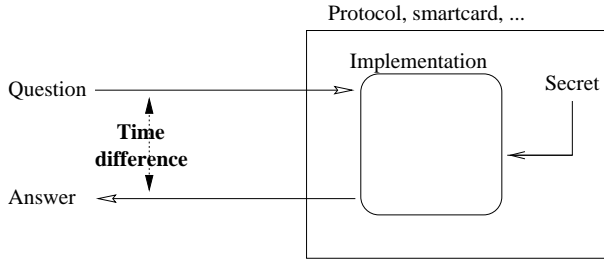 Protocol, smartcard, ...
Implementation
Question
Secret
Time
difference
Answer